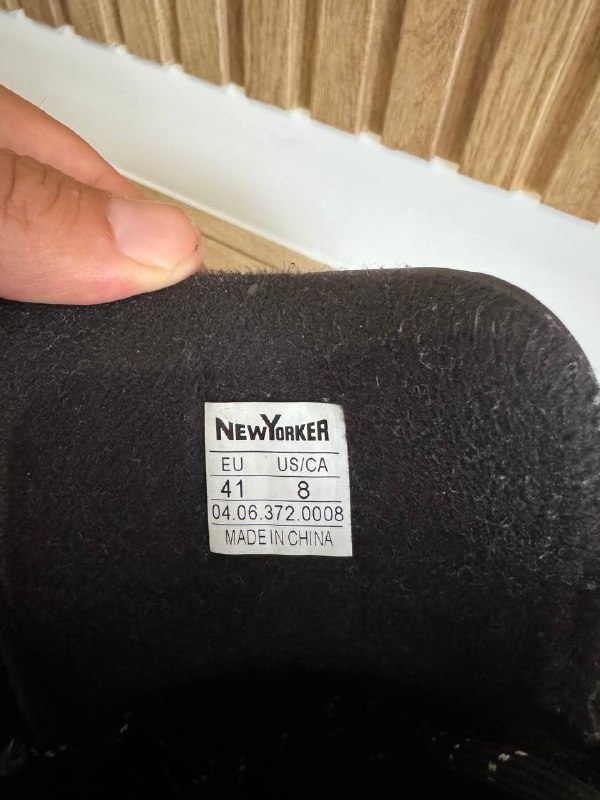 NEWYORKER
EU US/CA
41 8
04.06.372.0008
MADE IN CHINA